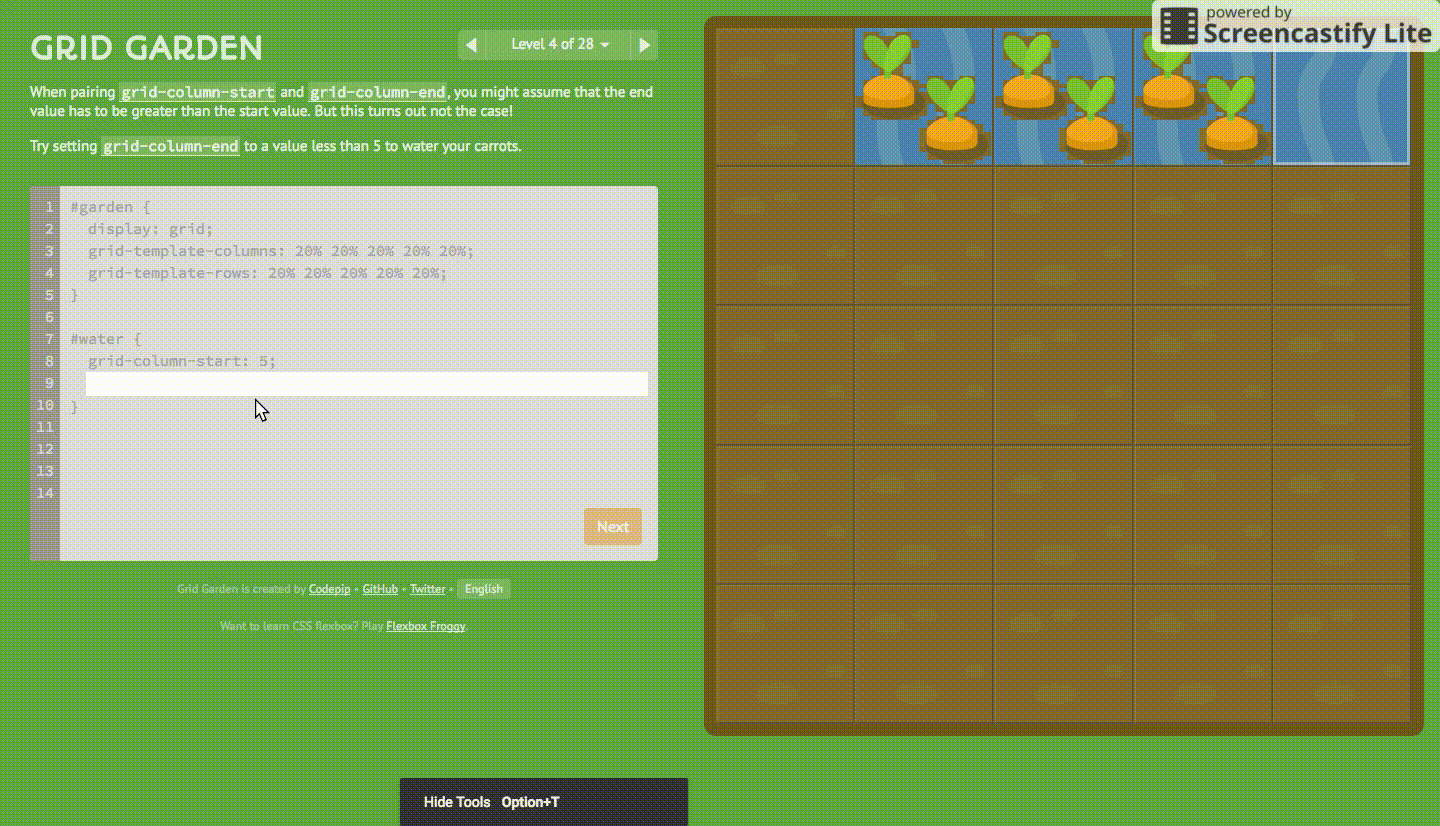 powered by
Screencastify Lite
GRID GARDEN
Level 4 of 28
When pairing grid-column-start and grid-column-end, you might assume that the end
value has to be greater than the start value. But this turns out not the case!
Try setting grid-column-end to a value less than 5 to water your carrots.
1 #garden {
2 display: grid;
3 grid-template-columns: 20% 20% 20% 20% 20%;
4 grid-template-rows: 20% 20% 20% 20% 20%;
5 }
6
7 #water {
8 grid-column-start: 5;
9
10 }
11
12
13
14
Next
Grid Garden is created by Codepip • GitHub • Twitter • English
Want to learn CSS flexbox? Play Flexbox Froggy.
Hide Tools Option+T